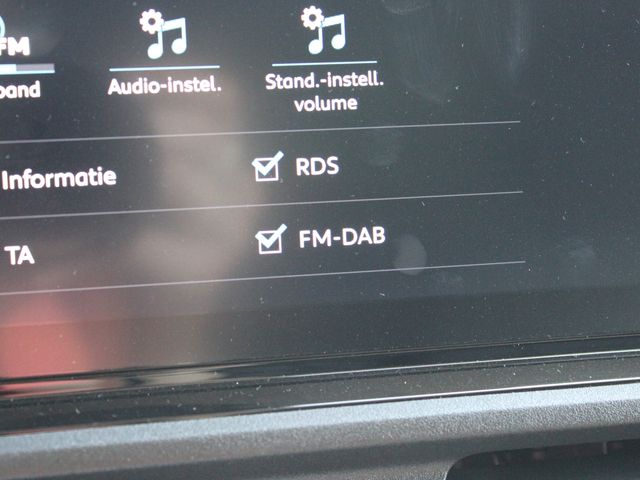 FM
band
Audio-instel.
Stand.-instell.
volume
Informatie
RDS
TA
FM-DAB